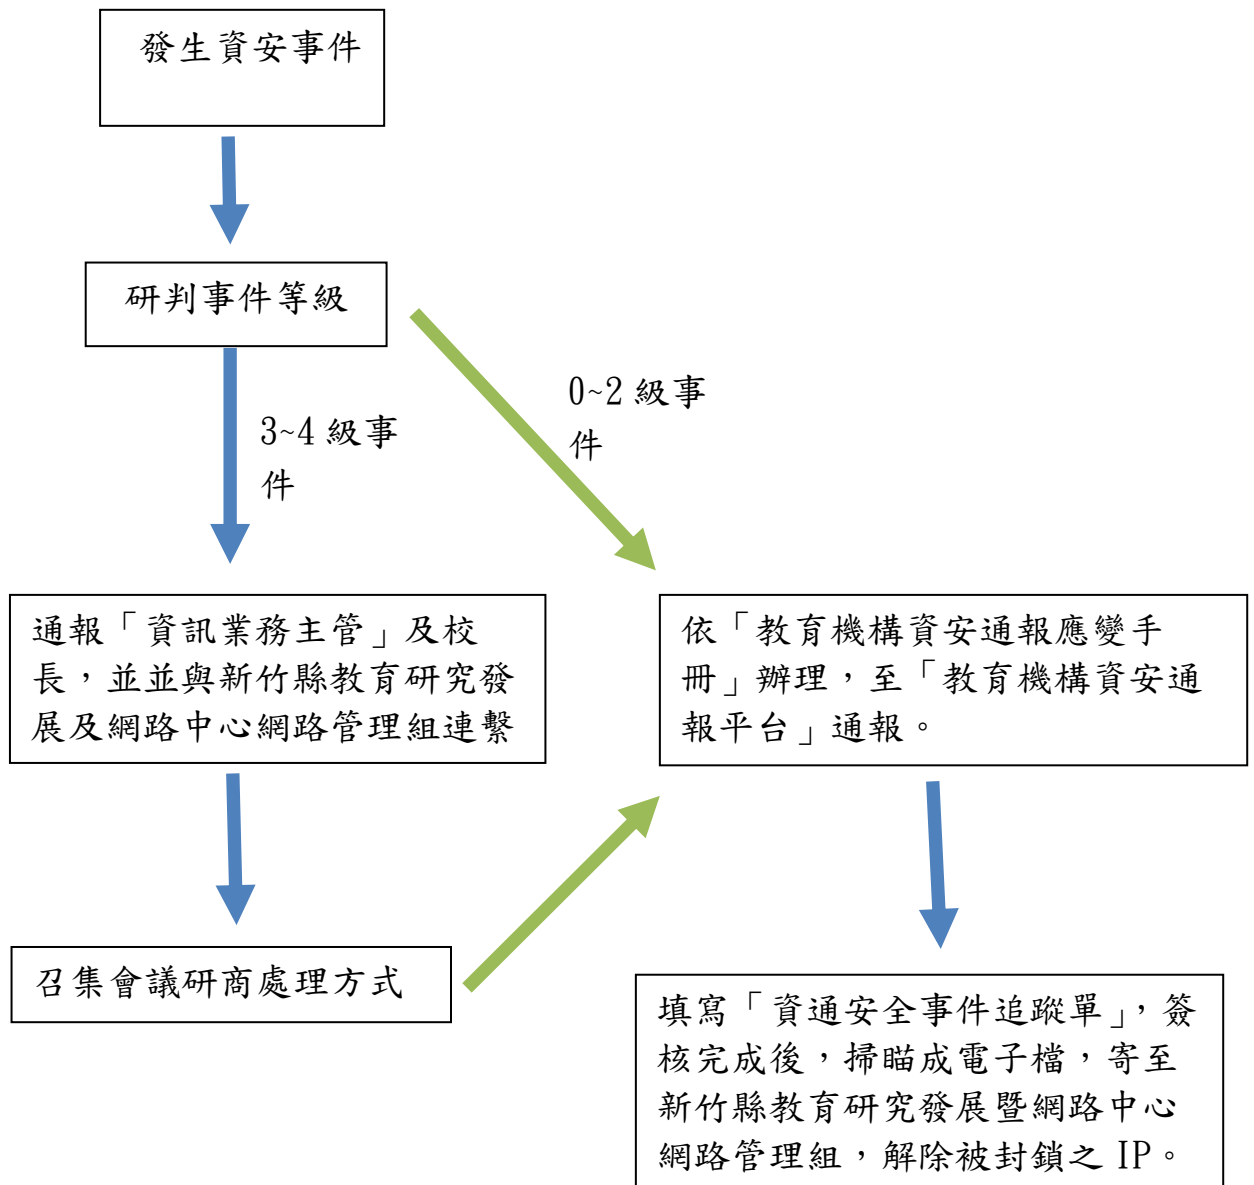 發生資安事件
研判事件等級
3~4 級事
件
0~2 級事
件
通報「資訊業務主管」及校
長，並並與新竹縣教育研究發
展及網路中心網路管理組連繫
依「教育機構資安通報應變手
冊」辦理，至「教育機構資安通
報平台」通報。
召集會議研商處理方式
填寫「資通安全事件追蹤單」，簽
核完成後，掃瞄成電子檔，寄至
新竹縣教育研究發展暨網路中心
網路管理組，解除被封鎖之 IP。